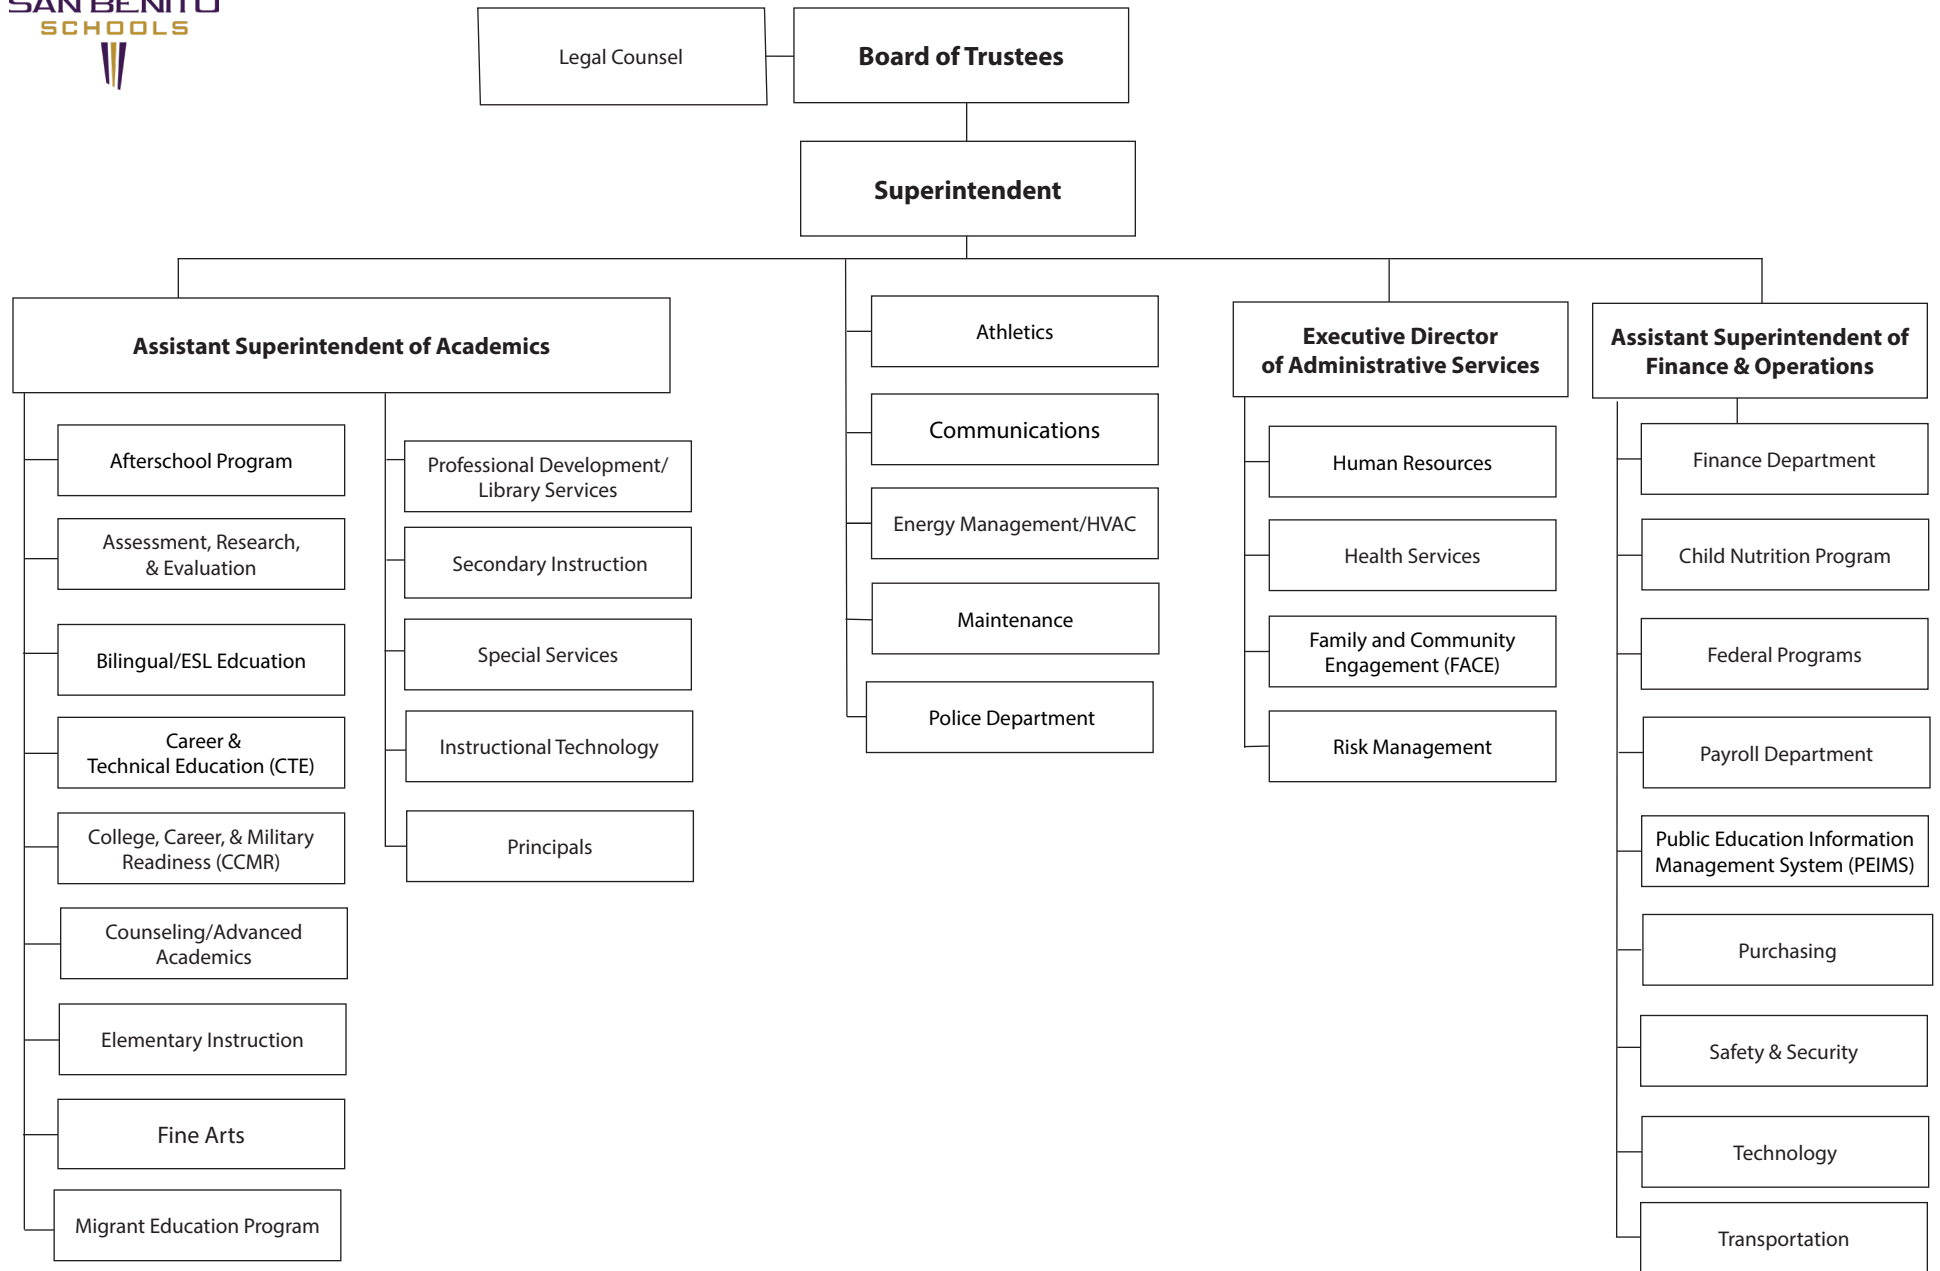 SAN BENITO
SCHOOLS
Legal Counsel
Board of Trustees
Superintendent
Assistant Superintendent of Academics
Afterschool Program
Assessment, Research,
& Evaluation
Bilingual/ESL Edcuation
Career &
Technical Education (CTE)
College, Career, & Military
Readiness (CCMR)
Counseling/Advanced
Academics
Elementary Instruction
Fine Arts
Migrant Education Program
Professional Development/
Library Services
Secondary Instruction
Special Services
Instructional Technology
Principals
Athletics
Communications
Energy Management/HVAC
Maintenance
Police Department
Executive Director
of Administrative Services
Human Resources
Health Services
Family and Community
Engagement (FACE)
Risk Management
Assistant Superintendent of
Finance & Operations
Finance Department
Child Nutrition Program
Federal Programs
Payroll Department
Public Education Information
Management System (PEIMS)
Purchasing
Safety & Security
Technology
Transportation